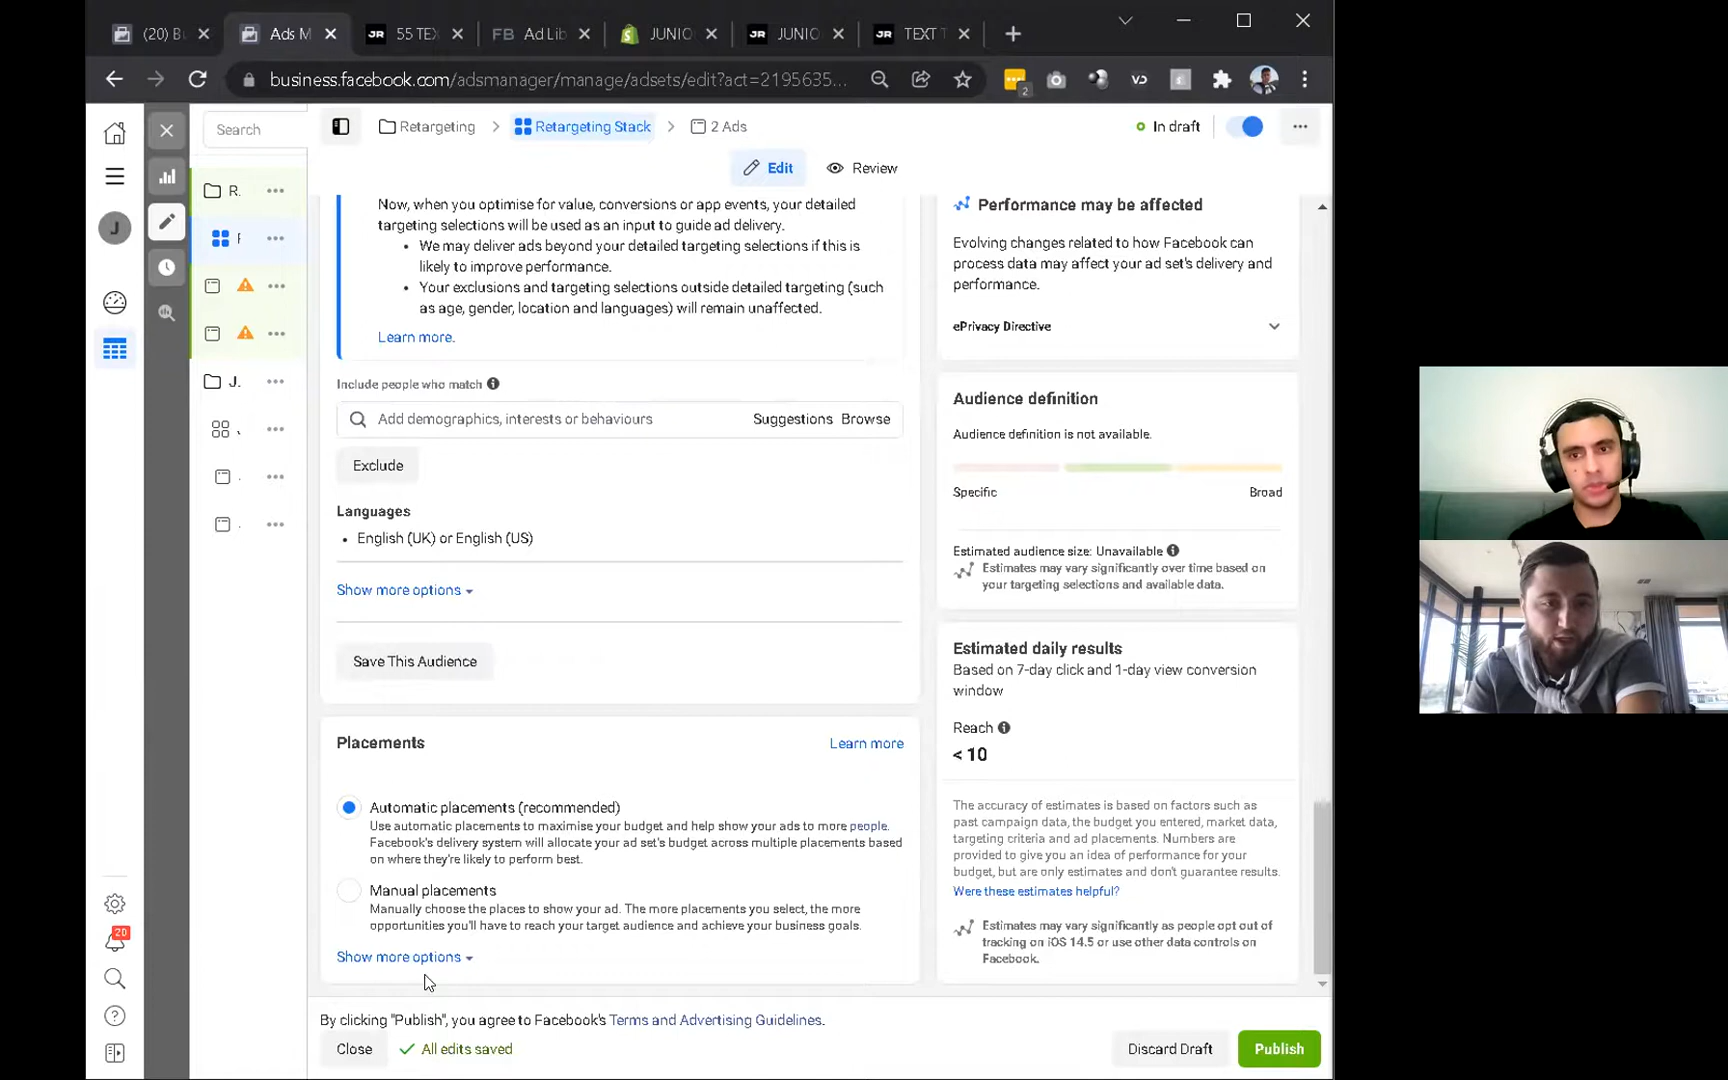 (20) B
Ads M
JR 55 TEX
FB Ad Lib
JUNIO
JR JUNIO
JR TEXT T
business.facebook.com/adsmanager/manage/adsets/edit?act=2195635...
2
VD
Search
Retargeting
Retargeting Stack
2 Ads
In draft
Edit
Review
R.
J
J.
20
Now, when you optimise for value, conversions or app events, your detailed
targeting selections will be used as an input to guide ad delivery.
• We may deliver ads beyond your detailed targeting selections if this is
likely to improve performance.
• Your exclusions and targeting selections outside detailed targeting (such
as age, gender, location and languages) will remain unaffected.
Learn more.
Include people who match
Add demographics, interests or behaviours
Suggestions Browse
Exclude
Languages
• English (UK) or English (US)
Show more options
Save This Audience
Placements
Learn more
Automatic placements (recommended)
Use automatic placements to maximise your budget and help show your ads to more people.
Facebook's delivery system will allocate your ad set's budget across multiple placements based
on where they're likely to perform best.
Manual placements
Manually choose the places to show your ad. The more placements you select, the more
opportunities you'll have to reach your target audience and achieve your business goals.
Show more options
Performance may be affected
Evolving changes related to how Facebook can
process data may affect your ad set's delivery and
performance.
ePrivacy Directive
Audience definition
Audience definition is not available.
Specific
Broad
Estimated audience size: Unavailable
Estimates may vary significantly over time based on
your targeting selections and available data.
Estimated daily results
Based on 7-day click and 1-day view conversion
window
Reach
< 10
The accuracy of estimates is based on factors such as
past campaign data, the budget you entered, market data,
targeting criteria and ad placements. Numbers are
provided to give you an idea of performance for your
budget, but are only estimates and don't guarantee results.
Were these estimates helpful?
Estimates may vary significantly as people opt out of
tracking on iOS 14.5 or use other data controls on
Facebook.
By clicking "Publish", you agree to Facebook's Terms and Advertising Guidelines.
Close
All edits saved
Discard Draft
Publish